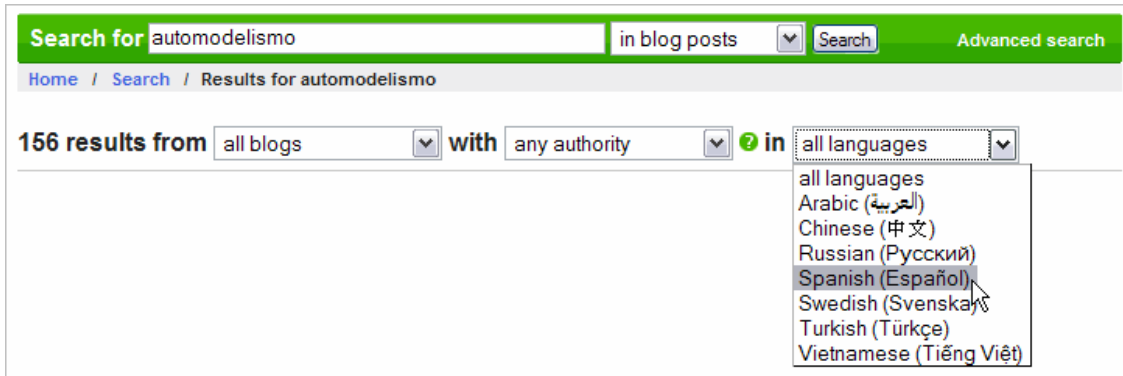 Search for automodelismo in blog posts Search Advanced search
Home / Search / Results for automodelismo
156 results from all blogs with any authority ? in all languages
all languages
Arabic (العربية)
Chinese (中文)
Russian (Русский)
Spanish (Español)
Swedish (Svenska)
Turkish (Türkçe)
Vietnamese (Tiếng Việt)